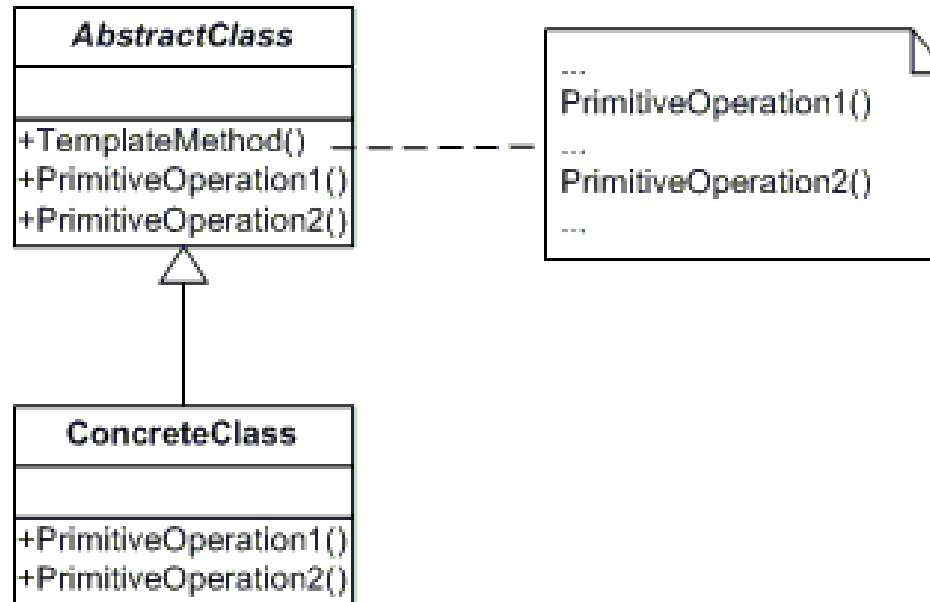 AbstractClass
+TemplateMethod()
+PrimitiveOperation1()
+PrimitiveOperation2()
...
PrimitiveOperation1()
...
PrimitiveOperation2()
...
ConcreteClass
+PrimitiveOperation1()
+PrimitiveOperation2()